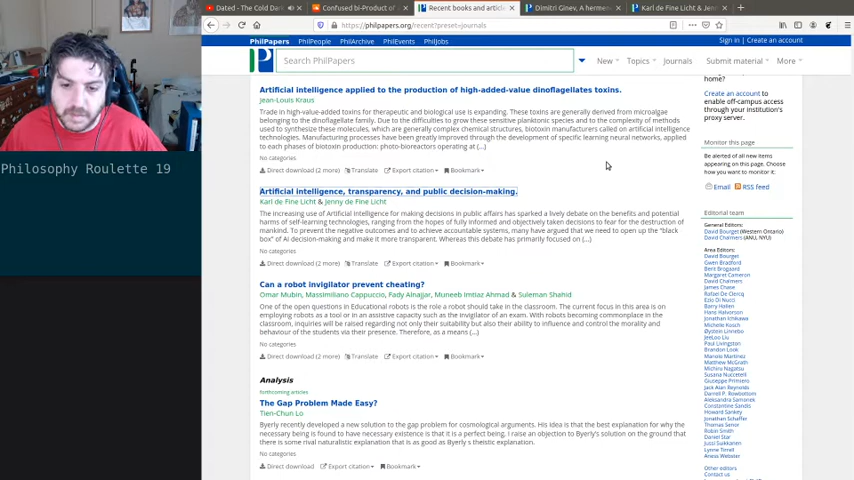 Dated - The Cold Dar
Confused bi-Product of
Recent books and article
Dimitri Ginev, A hermene
Karl de Fine Licht & Jenn
https://philpapers.org/recent?preset=journals
PhilPapers PhilPeople PhilArchive PhilEvents PhilJobs
Sign in | Create an account
Search PhilPapers
New Topics Journals Submit material More
Artificial intelligence applied to the production of high-added-value dinoflagellates toxins.
Jean-Louis Kraus
Trade in high-value-added toxins for therapeutic and biological use is expanding. These toxins are generally derived from microalgae
belonging to the dinoflagellate family. Due to the difficulties to grow these sensitive planktonic species and to the complexity of methods
used to synthesize these molecules, which are generally complex chemical structures, biotoxin manufacturers called on artificial intelligence
technologies. Manufacturing processes have been greatly improved through the development of specific learning neural networks, applied
to each phases of biotoxin production: photo-bioreactors operating at (...)
No categories
Direct download (2 more) Translate Export citation Bookmark
Artificial intelligence, transparency, and public decision-making.
Karl de Fine Licht & Jenny de Fine Licht
The increasing use of Artificial Intelligence for making decisions in public affairs has sparked a lively debate on the benefits and potential
harms of self-learning technologies, ranging from the hopes of fully informed and objectively taken decisions to fear for the destruction of
mankind. To prevent the negative outcomes and to achieve accountable systems, many have argued that we need to open up the "black
box" of AI decision-making and make it more transparent. Whereas this debate has primarily focused on (...)
No categories
Direct download (2 more) Translate Export citation Bookmark
Can a robot invigilator prevent cheating?
Omar Mubin, Massimiliano Cappuccio, Fady Alnajjar, Muneeb Imtiaz Ahmad & Suleman Shahid
One of the open questions in Educational robots is the role a robot should take in the classroom. The current focus in this area is on
employing robots as a tool or in an assistive capacity such as the invigilator of an exam. With robots becoming commonplace in the
classroom, inquiries will be raised regarding not only their suitability but also their ability to influence and control the morality and
behaviour of the students via their presence. Therefore, as a means (...)
No categories
Direct download (2 more) Translate Export citation Bookmark
Analysis
forthcoming articles
The Gap Problem Made Easy?
Tien-Chun Lo
Byerly recently developed a new solution to the gap problem for cosmological arguments. His idea is that the best explanation for why the
necessary being is found to have necessary existence is that it is a perfect being. I raise an objection to Byerly's solution on the ground that
there is some rival naturalistic explanation that is as good as Byerly s theistic explanation.
No categories
Direct download Export citation Bookmark
home?
Create an account to enable off-campus access through your institution's proxy server.
Monitor this page
Be alerted of all new items
appearing on this page. Choose
how you want to monitor it.
Email RSS feed
Editorial team
General Editors:
David Bourget (Western Ontario)
David Chalmers (ANU, NYU)
Area Editors:
David Bourget
Gwen Bradford
Berit Brogaard
Margaret Cameron
David Chalmers
James Chase
Rafael De Clercq
Ezio Di Nucci
Barry Hallen
Hans Halvorson
Jonathan Ichikawa
Michelle Kosch
Øystein Linnebo
JeeLoo Liu
Paul Livingston
Brandon Look
Manolo Martínez
Matthew McGrath
Michiru Nagatsu
Susana Nuccetelli
Giuseppe Primiero
Jack Alan Reynolds
Darrell P. Rowbottom
Aleksandra Samonek
Constantine Sandis
Howard Sankey
Jonathan Schaffer
Thomas Senor
Robin Smith
Daniel Star
Jussi Suikkanen
Lynne Tirrell
Aness Webster
Other editors
Contact us
Philosophy Roulette 19